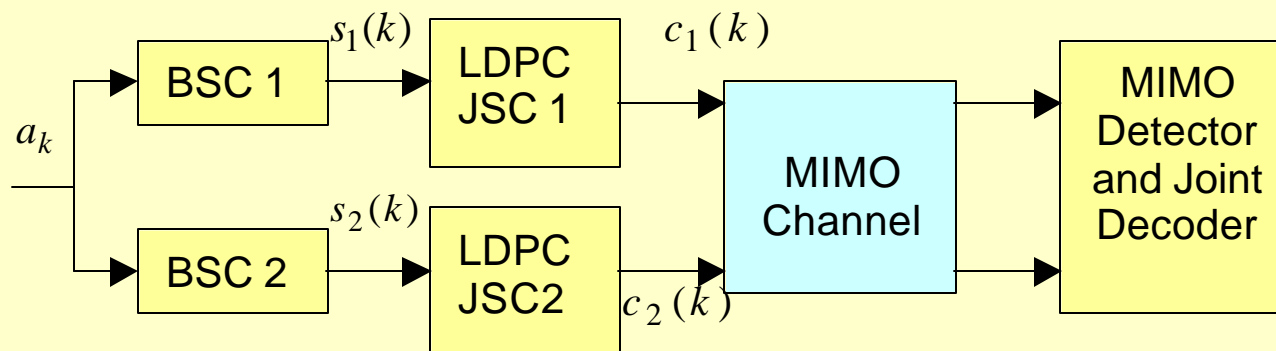 s₁(k)
c₁(k)
BSC 1
LDPC
JSC 1
MIMO
Detector
and Joint
Decoder
aₖ
MIMO
Channel
s₂(k)
BSC 2
LDPC
JSC2
c₂(k)